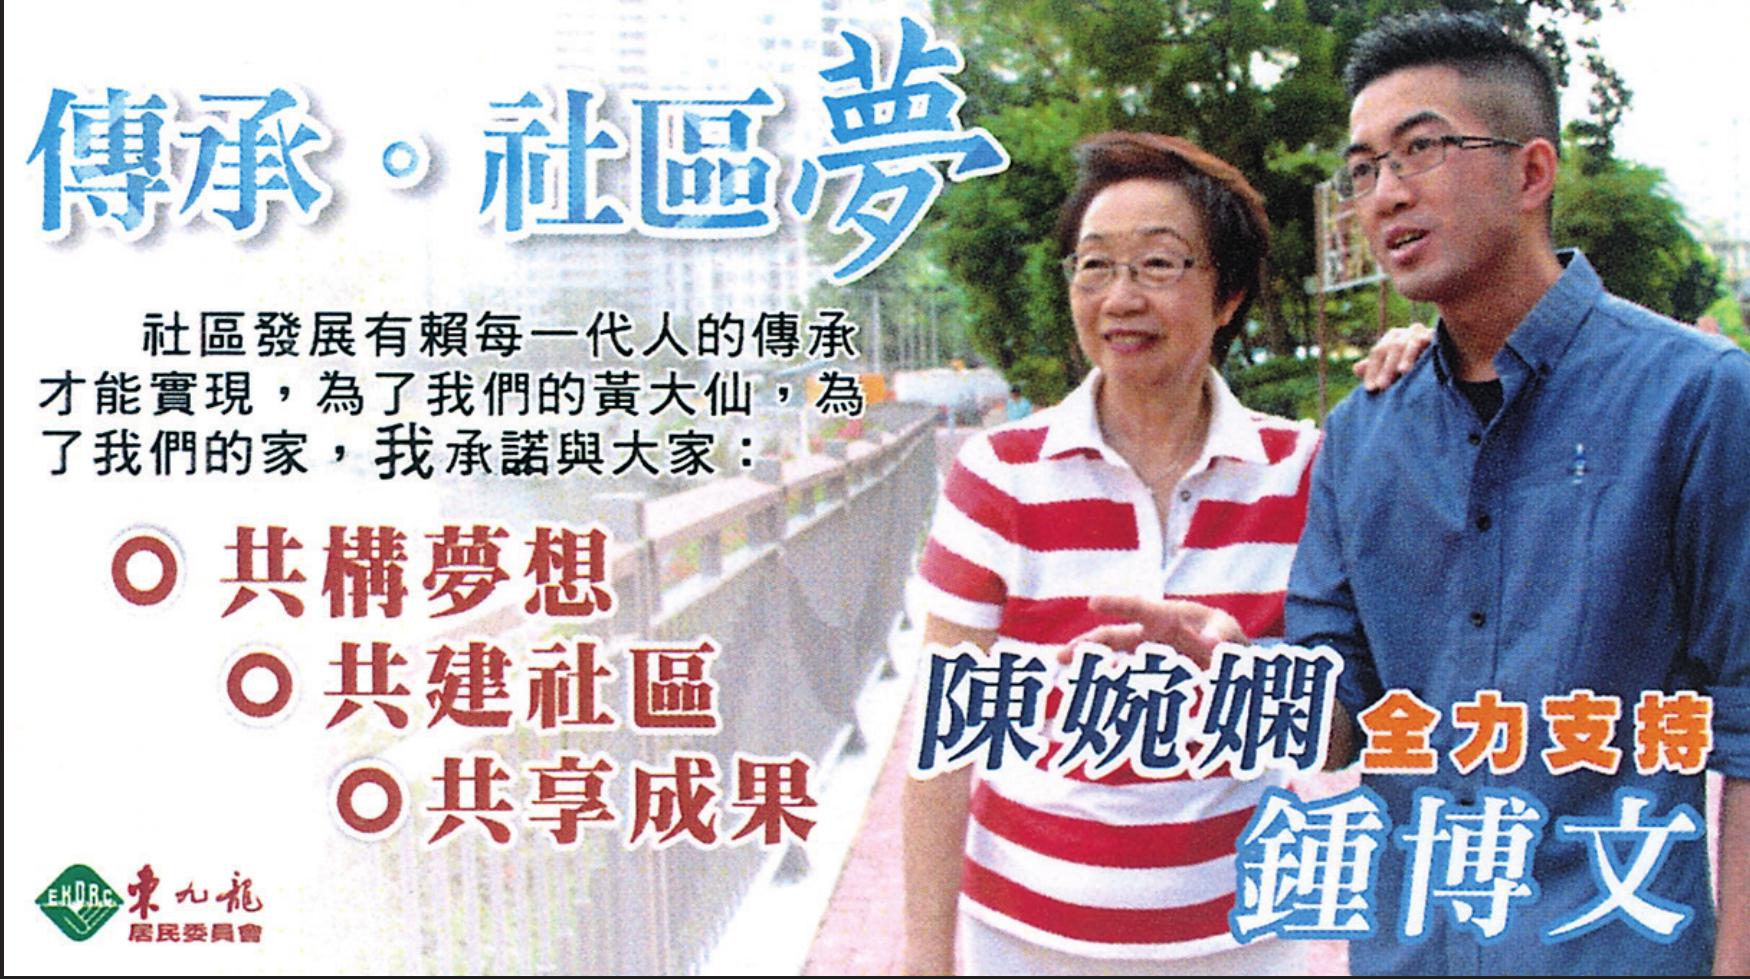 傳承。社區夢
社區發展有賴每一代人的傳承
才能實現，為了我們的黃大仙，為
了我們的家，我承諾與大家：
共構夢想
共建社區
共享成果
陳婉嫻全力支持
鍾博文
E.K.D.R.C.
東九龍
居民委員會